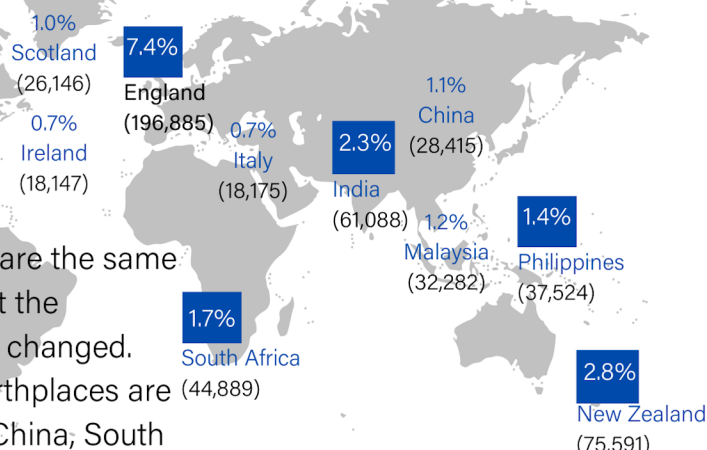 1.0%
Scotland
(26,146)
7.4%
England
(196,885)
0.7%
Ireland
(18,147)
0.7%
Italy
(18,175)
2.3%
India
(61,088)
1.1%
China
(28,415)
1.2%
Malaysia
(32,282)
1.4%
Philippines
(37,524)
1.7%
South Africa
(44,889)
2.8%
New Zealand
(75,591)
are the same
t the
changed.
rthplaces are
China, South